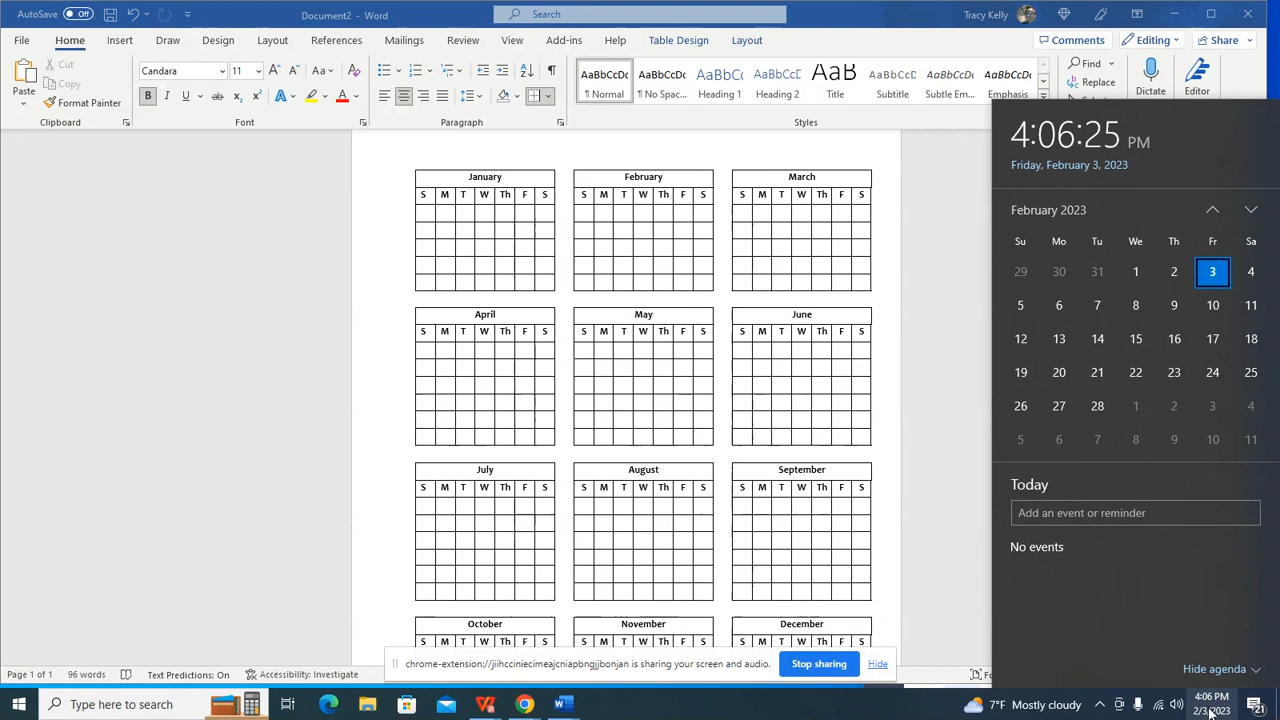 AutoSave Off Document2 - Word Search Tracy Kelly
File Home Insert Draw Design Layout References Mailings Review View Add-ins Help Table Design Layout Comments Editing Share
Paste Cut Copy Format Painter Clipboard
Candara 11 Font
Paragraph
AaBbCcDc ¶ Normal AaBbCcDc ¶ No Spac... AaBbCc Heading 1 AaBbCcD Heading 2 AaB Title AaBbCcD Subtitle AaBbCcDc Subtle Em... AaBbCcDc Emphasis Styles
Find Replace Dictate Editor
January February March
S M T W Th F S S M T W Th F S S M T W Th F S
April May June
S M T W Th F S S M T W Th F S S M T W Th F S
July August September
S M T W Th F S S M T W Th F S S M T W Th F S
October November December
S M T W Th F S S M T W Th F S S M T W Th F S
4:06:25 PM
Friday, February 3, 2023
February 2023
Su Mo Tu We Th Fr Sa
29 30 31 1 2 3 4
5 6 7 8 9 10 11
12 13 14 15 16 17 18
19 20 21 22 23 24 25
26 27 28 1 2 3 4
5 6 7 8 9 10 11
Today
Add an event or reminder
No events
Hide agenda
chrome-extension://jiihcciniecimeajcniapbngjjbonjan is sharing your screen and audio. Stop sharing Hide
Page 1 of 1 96 words Text Predictions: On Accessibility: Investigate
Type here to search 7°F Mostly cloudy 4:06 PM
2/3/2023 21